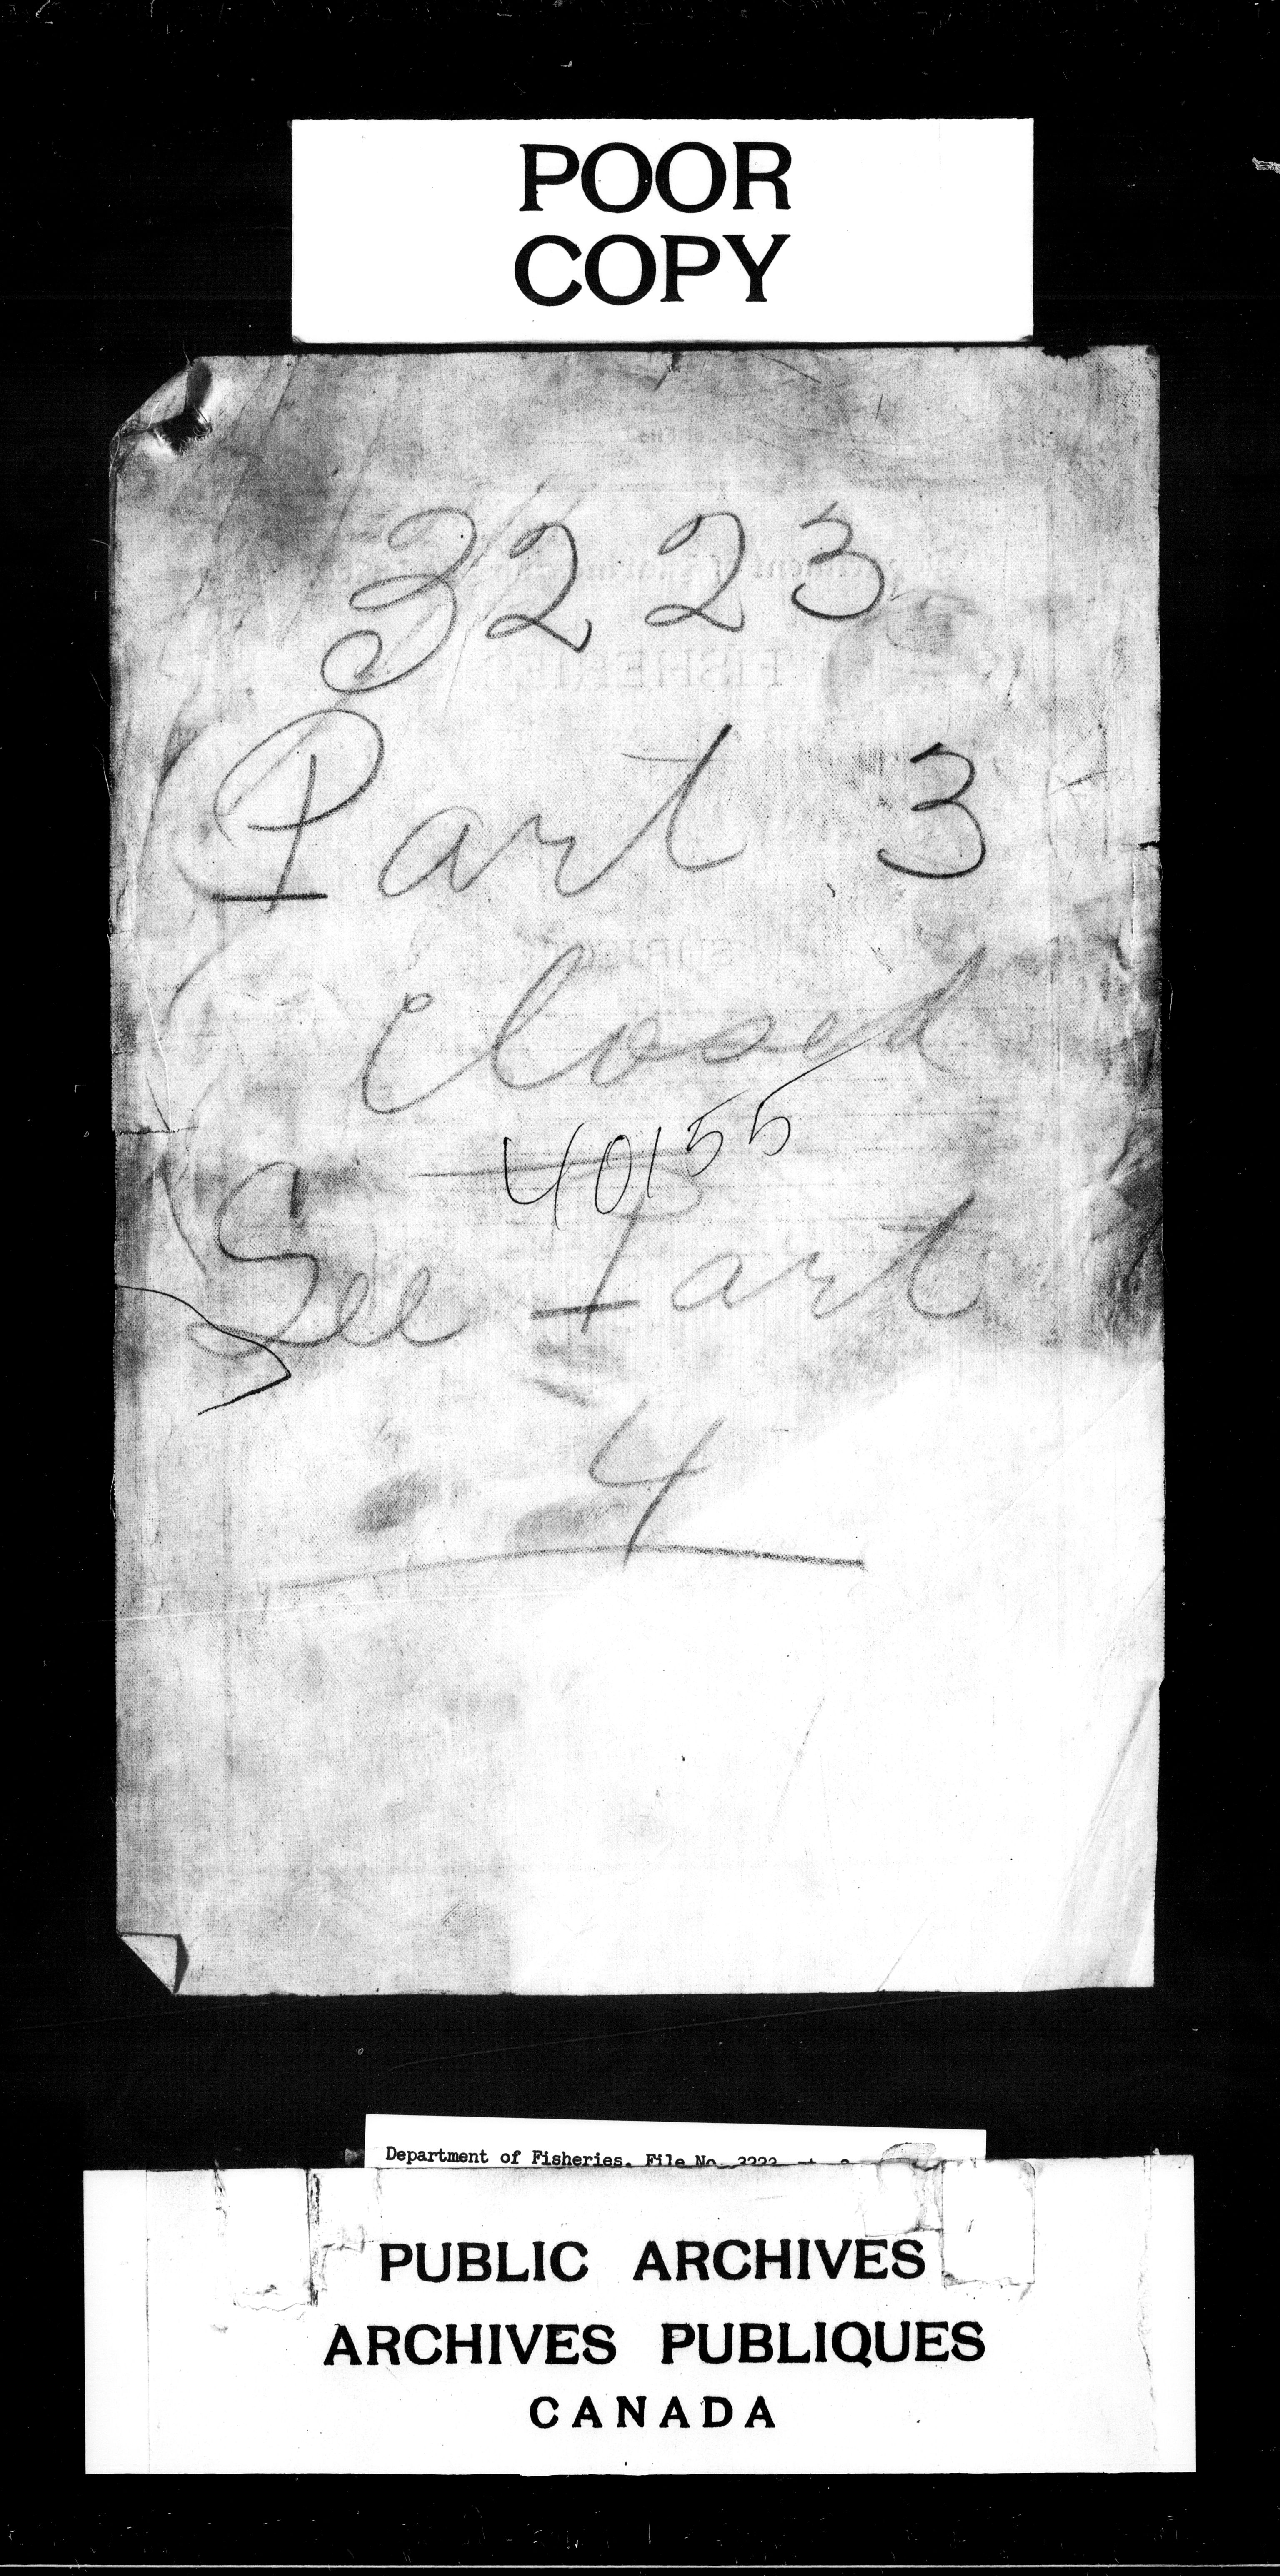 POOR
COPY
3223
Part 3
Closed
40155
See Part
4
Department of Fisheries. File No. 3223
PUBLIC ARCHIVES
ARCHIVES PUBLIQUES
CANADA